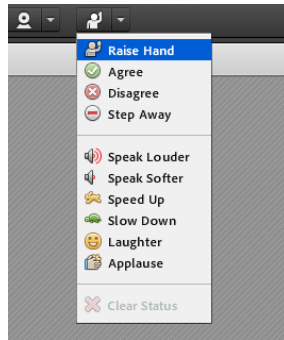 Raise Hand
Agree
Disagree
Step Away
Speak Louder
Speak Softer
Speed Up
Slow Down
Laughter
Applause
Clear Status